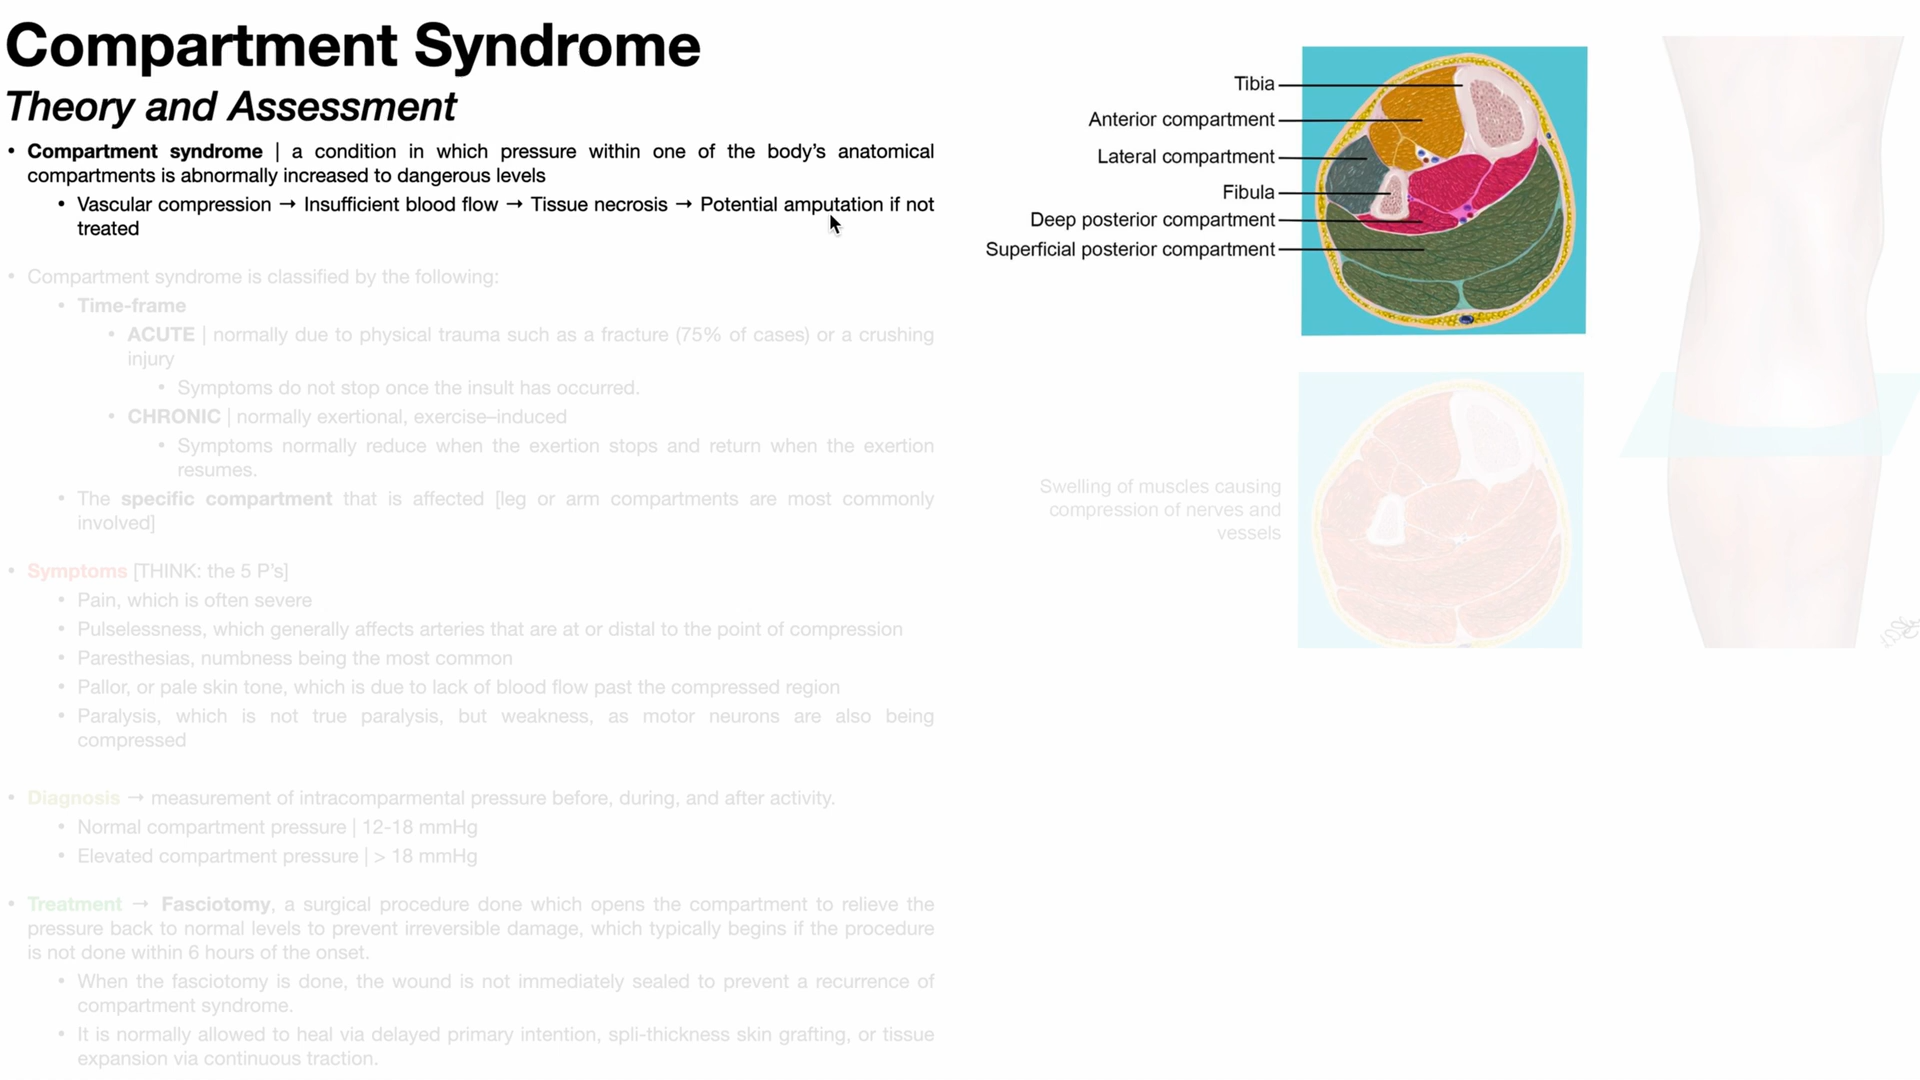 Compartment Syndrome
Theory and Assessment
• Compartment syndrome | a condition in which pressure within one of the body’s anatomical
compartments is abnormally increased to dangerous levels
• Vascular compression → Insufficient blood flow → Tissue necrosis → Potential amputation if not
treated
• Compartment syndrome is classified by the following:
• Time-frame
• ACUTE | normally due to physical trauma such as a fracture (75% of cases) or a crushing
injury
• Symptoms do not stop once the insult has occurred.
• CHRONIC | normally exertional, exercise–induced
• Symptoms normally reduce when the exertion stops and return when the exertion
resumes.
• The specific compartment that is affected [leg or arm compartments are most commonly
involved]
• Symptoms [THINK: the 5 P’s]
• Pain, which is often severe
• Pulselessness, which generally affects arteries that are at or distal to the point of compression
• Paresthesias, numbness being the most common
• Pallor, or pale skin tone, which is due to lack of blood flow past the compressed region
• Paralysis, which is not true paralysis, but weakness, as motor neurons are also being
compressed
• Diagnosis → measurement of intracomparmental pressure before, during, and after activity.
• Normal compartment pressure | 12-18 mmHg
• Elevated compartment pressure | > 18 mmHg
• Treatment → Fasciotomy, a surgical procedure done which opens the compartment to relieve the
pressure back to normal levels to prevent irreversible damage, which typically begins if the procedure
is not done within 6 hours of the onset.
• When the fasciotomy is done, the wound is not immediately sealed to prevent a recurrence of
compartment syndrome.
• It is normally allowed to heal via delayed primary intention, spli-thickness skin grafting, or tissue
expansion via continuous traction.
Tibia
Anterior compartment
Lateral compartment
Fibula
Deep posterior compartment
Superficial posterior compartment
Swelling of muscles causing
compression of nerves and
vessels